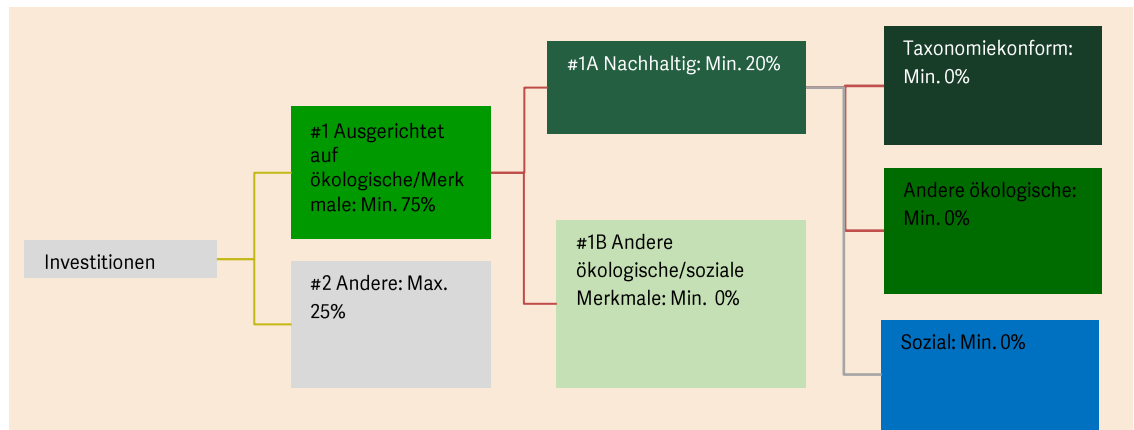 Investitionen
#1 Ausgerichtet
auf
ökologische/Merk
male: Min. 75%
#2 Andere: Max.
25%
#1A Nachhaltig: Min. 20%
#1B Andere
ökologische/soziale
Merkmale: Min.  0%
Taxonomiekonform:
Min. 0%
Andere ökologische:
Min. 0%
Sozial: Min. 0%